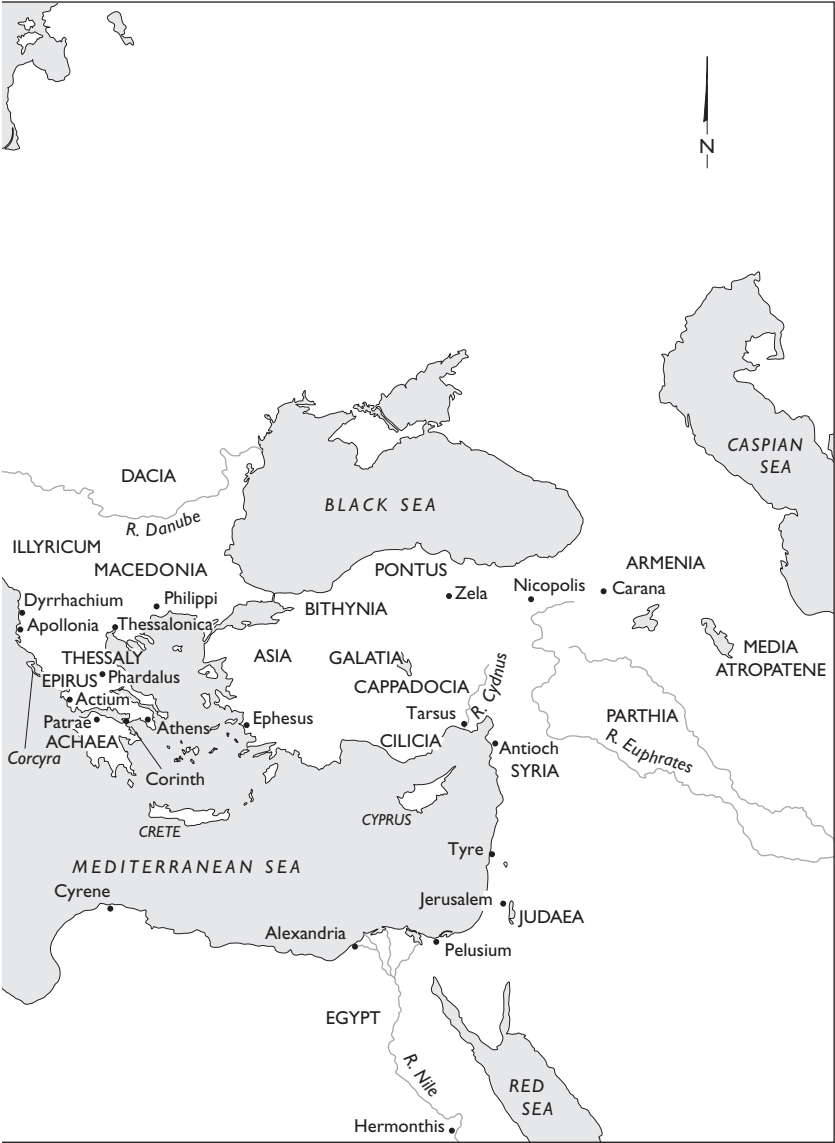 N
CASPIAN
SEA
DACIA
BLACK SEA
R. Danube
ILLYRICUM
MACEDONIA
PONTUS
ARMENIA
Nicopolis
Carana
Zela
Dyrrhachium
Philippi
BITHYNIA
Apollonia
Thessalonica
MEDIA
ATROPATENE
THESSALY
ASIA
GALATIA
EPIRUS
Phardalus
CAPPADOCIA
R. Cydnus
Actium
Tarsus
PARTHIA
Patrae
Athens
Ephesus
ACHAEA
CILICIA
R. Euphrates
Antioch
SYRIA
Corcyra
Corinth
CRETE
CYPRUS
Tyre
MEDITERRANEAN SEA
Cyrene
Jerusalem
JUDAEA
Alexandria
Pelusium
EGYPT
R. Nile
RED
SEA
Hermonthis